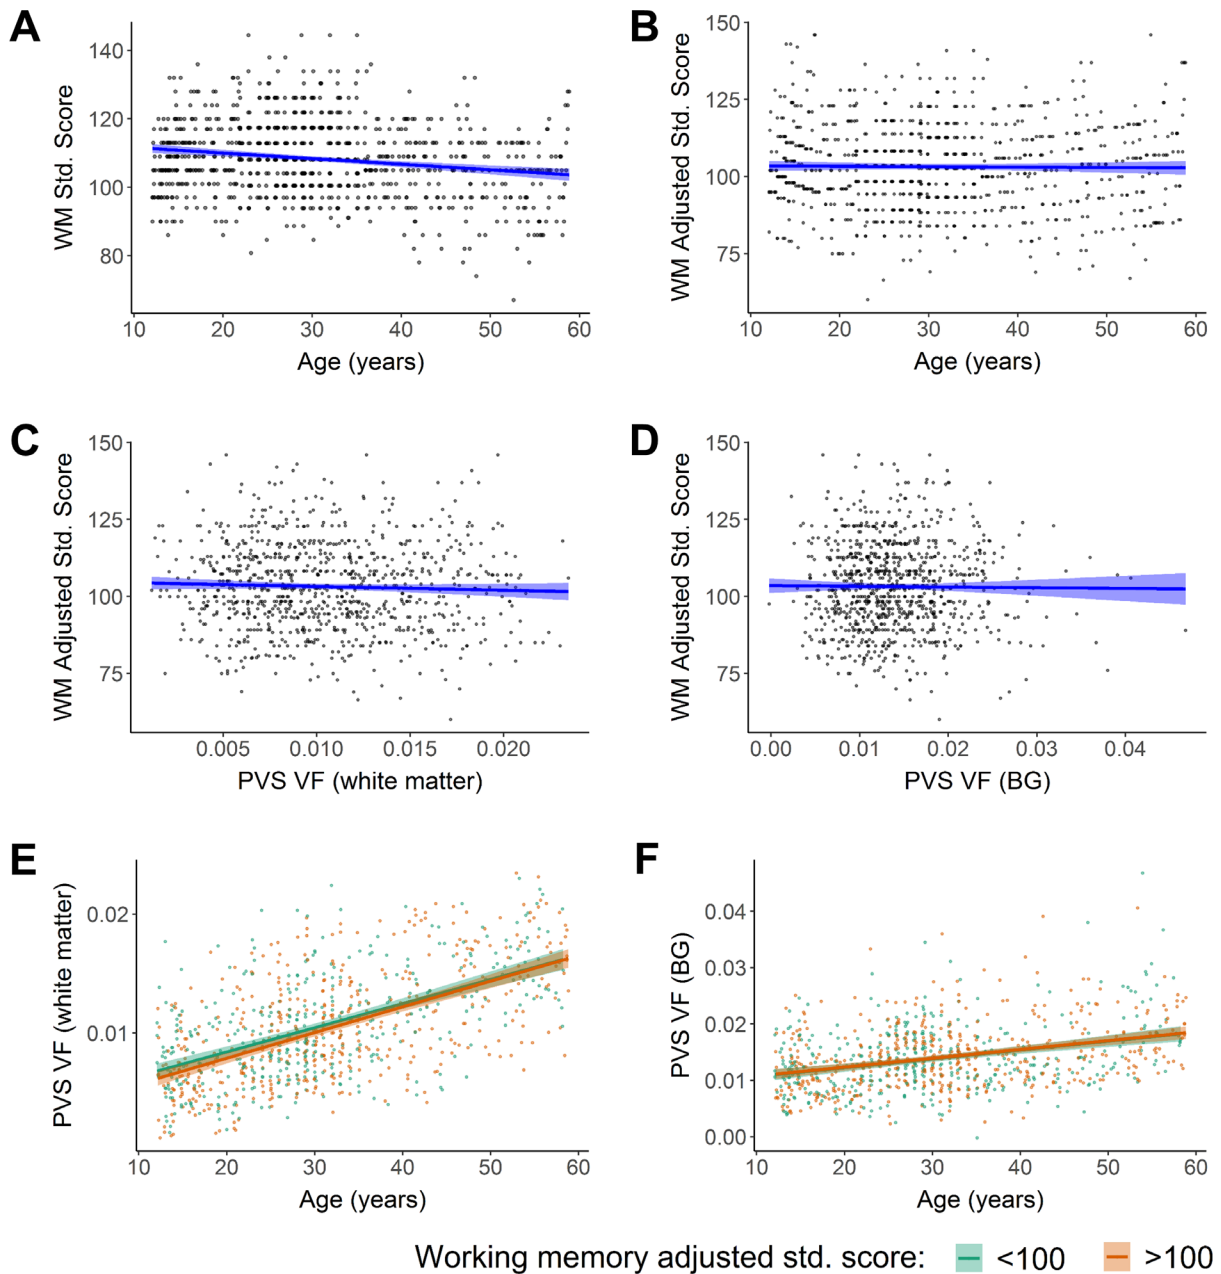 A
WM Std. Score
140
120
100
80
10 20 30 40 50 60
Age (years)
B
WM Adjusted Std. Score
150
125
100
75
10 20 30 40 50 60
Age (years)
C
WM Adjusted Std. Score
150
125
100
75
0.005 0.010 0.015 0.020
PVS VF (white matter)
D
WM Adjusted Std. Score
150
125
100
75
0.00 0.01 0.02 0.03 0.04
PVS VF (BG)
E
PVS VF (white matter)
0.02
0.01
10 20 30 40 50 60
Age (years)
F
PVS VF (BG)
0.04
0.03
0.02
0.01
0.00
10 20 30 40 50 60
Age (years)
Working memory adjusted std. score: <100 >100